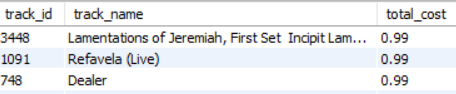 track_id track_name total_cost
3448 Lamentations of Jeremiah, First Set Incipit Lam... 0.99
1091 Refavela (Live) 0.99
748 Dealer 0.99